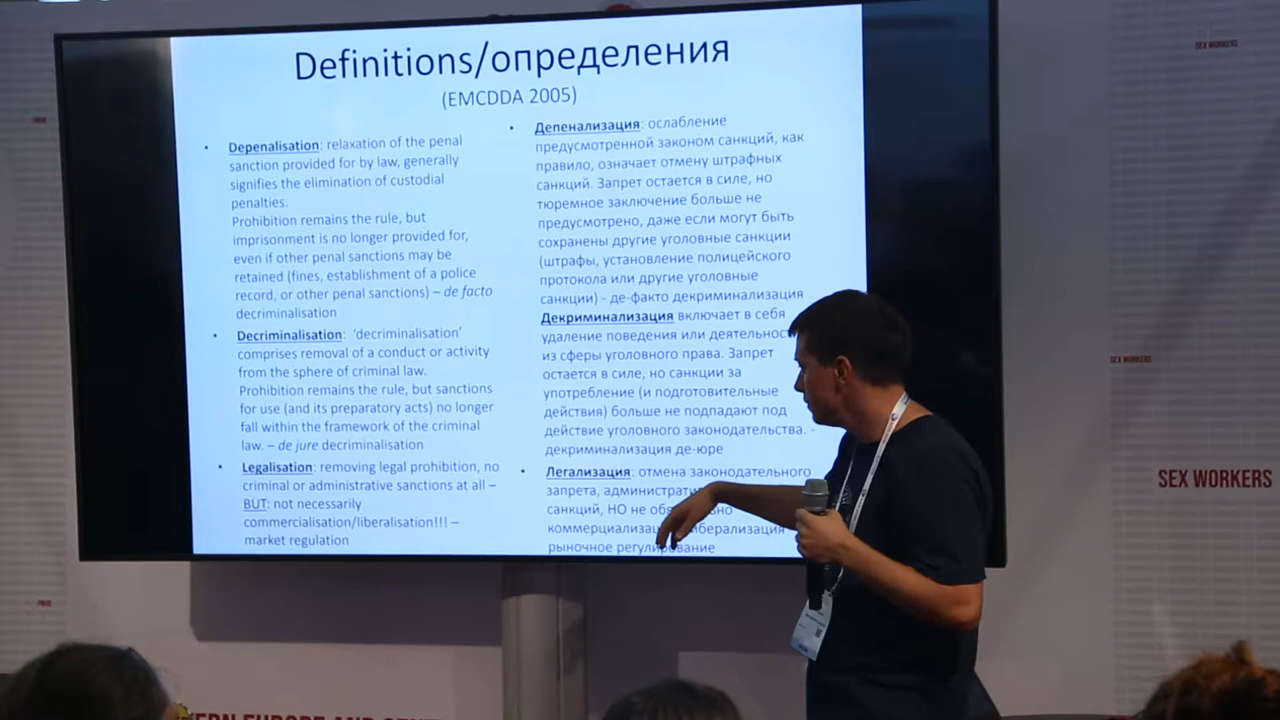 Definitions/определения
(EMCDDA 2005)
Depenalisation: relaxation of the penal
sanction provided for by law, generally
signifies the elimination of custodial
penalties.
Prohibition remains the rule, but
imprisonment is no longer provided for,
even if other penal sanctions may be
retained (fines, establishment of a police
record, or other penal sanctions) – de facto
decriminalisation
Decriminalisation: ‘decriminalisation’
comprises removal of a conduct or activity
from the sphere of criminal law.
Prohibition remains the rule, but sanctions
for use (and its preparatory acts) no longer
fall within the framework of the criminal
law. – de jure decriminalisation
Legalisation: removing legal prohibition, no
criminal or administrative sanctions at all –
BUT: not necessarily
commercialisation/liberalisation!!! –
market regulation
Депенализация: ослабление
предусмотренной законом санкций, как
правило, означает отмену штрафных
санкций. Запрет остается в силе, но
тюремное заключение больше не
предусмотрено, даже если могут быть
сохранены другие уголовные санкции
(штрафы, установление полицейского
протокола или другие уголовные
санкции) - де-факто декриминализация
Декриминализация включает в себя
удаление поведения или
из сферы уголовного права. Запрет
остается в силе, но санкции за
употребление (и подготовительные
действия) больше не подпадают под
действие уголовного законодательства. -
декриминализация де-юре
Легализация: отмена законодательного
запрета,
санкций, НО не
рыночное
SEX WORKERS
SEX WORKERS
SEX WORKERS
EUROPE AND